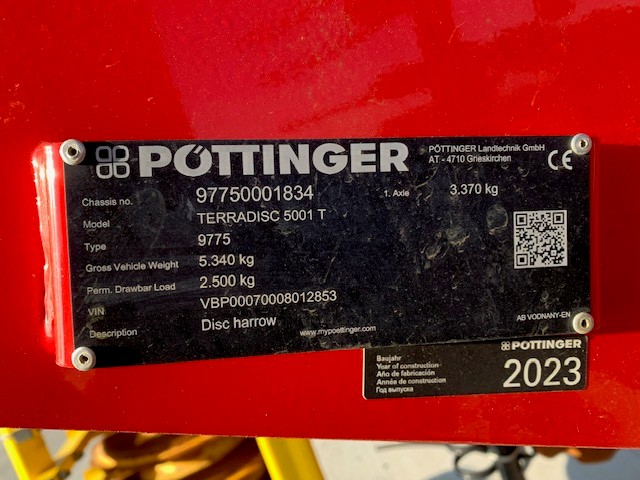 PÖTTINGER
PÖTTINGER Landtechnik GmbH
AT - 4710 Grieskirchen
CE
Chassis no. 97750001834 1. Axle 3.370 kg
Model TERRADISC 5001 T
Type 9775
Gross Vehicle Weight 5.340 kg
Perm. Drawbar Load 2.500 kg
VIN VBP00070008012853
Description Disc harrow
www.mypoettinger.com
AB VODNANY-EN
PÖTTINGER
Baujahr
Year of construction
Año de fabricación
Année de construction
Год выпуска
2023